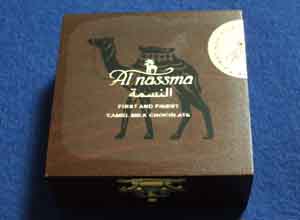 Al nassma
النسمة
FIRST AND FINEST
CAMEL MILK CHOCOLATE